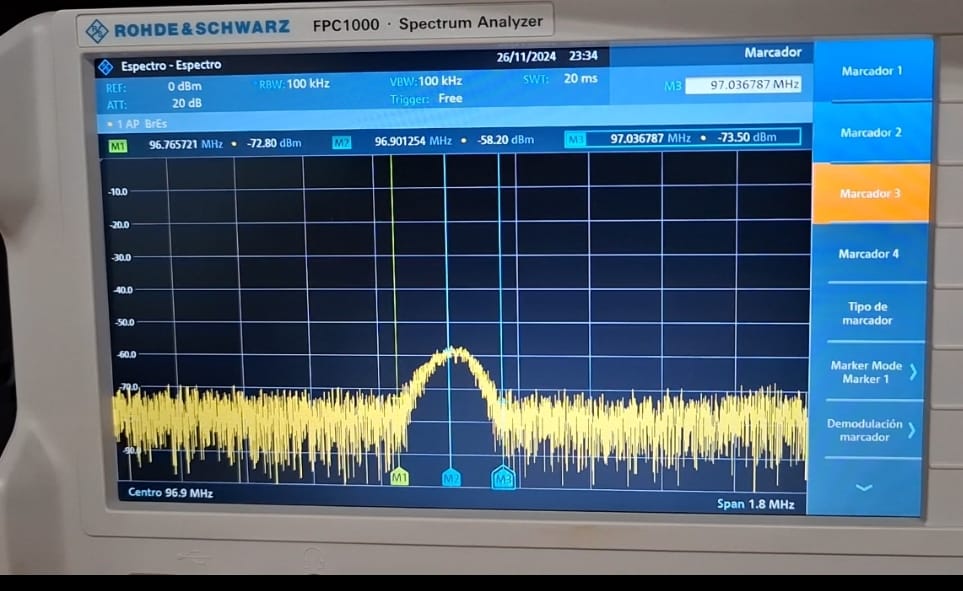 ROHDE&SCHWARZ FPC1000 · Spectrum Analyzer
Espectro - Espectro 26/11/2024 23:34 Marcador
REF: 0 dBm *RBW: 100 kHz VBW: 100 kHz SWT: 20 ms M3 97.036787 MHz
ATT: 20 dB Trigger: Free
• 1 AP BrEs
M1 96.765721 MHz • -72.80 dBm M2 96.901254 MHz • -58.20 dBm M3 97.036787 MHz • -73.50 dBm
-10.0
-20.0
-30.0
-40.0
-50.0
-60.0
-70.0
-90.0
M1 M2 M3
Centro 96.9 MHz Span 1.8 MHz
Marcador 1
Marcador 2
Marcador 3
Marcador 4
Tipo de
marcador
Marker Mode
Marker 1
Demodulación
marcador